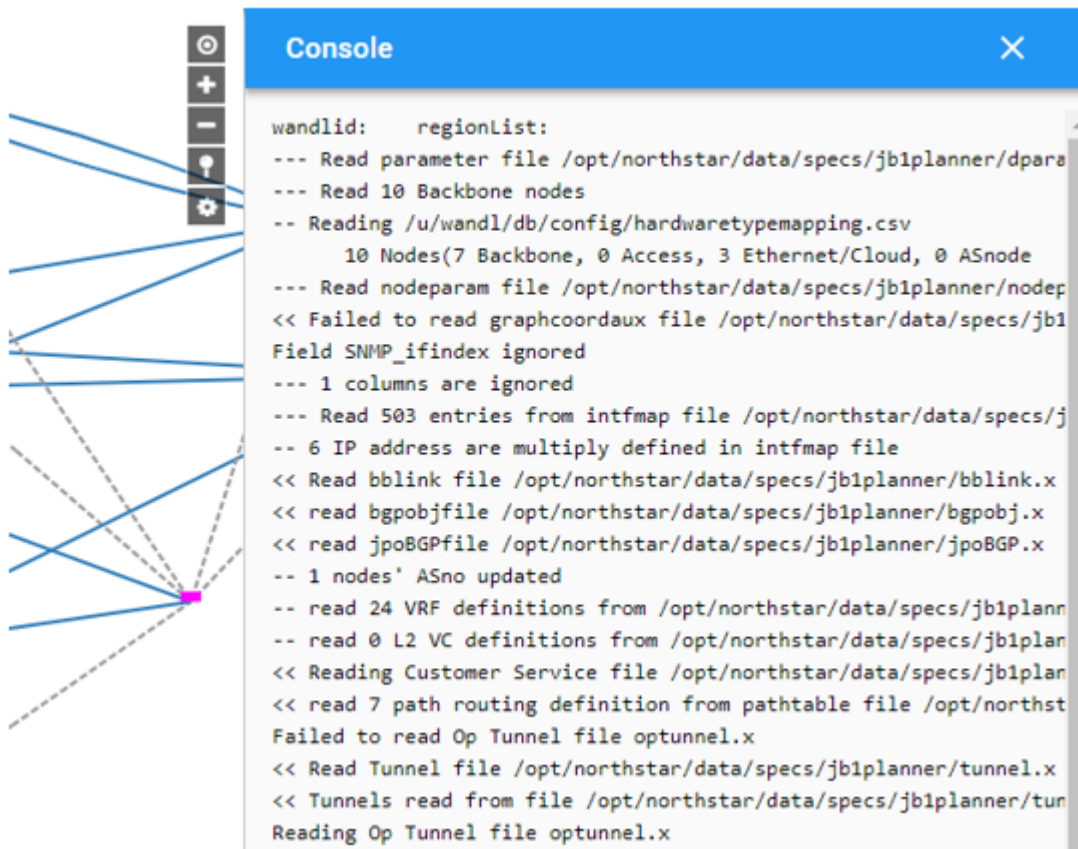 Console
wandlid:    regionList:
--- Read parameter file /opt/northstar/data/specs/jb1planner/dpara
--- Read 10 Backbone nodes
-- Reading /u/wandl/db/config/hardwaretypemapping.csv
10 Nodes(7 Backbone, 0 Access, 3 Ethernet/Cloud, 0 ASnode
--- Read nodeparam file /opt/northstar/data/specs/jb1planner/nodep
<< Failed to read graphcoordaux file /opt/northstar/data/specs/jb1
Field SNMP_ifindex ignored
--- 1 columns are ignored
--- Read 503 entries from intfmap file /opt/northstar/data/specs/j
-- 6 IP address are multiply defined in intfmap file
<< Read bblink file /opt/northstar/data/specs/jb1planner/bblink.x
<< read bgpobjfile /opt/northstar/data/specs/jb1planner/bgpobj.x
<< read jpoBGPfile /opt/northstar/data/specs/jb1planner/jpoBGP.x
-- 1 nodes' ASno updated
-- read 24 VRF definitions from /opt/northstar/data/specs/jb1plann
-- read 0 L2 VC definitions from /opt/northstar/data/specs/jb1plan
<< Reading Customer Service file /opt/northstar/data/specs/jb1plan
<< read 7 path routing definition from pathtable file /opt/northst
Failed to read Op Tunnel file optunnel.x
<< Read Tunnel file /opt/northstar/data/specs/jb1planner/tunnel.x
<< Tunnels read from file /opt/northstar/data/specs/jb1planner/tun
Reading Op Tunnel file optunnel.x